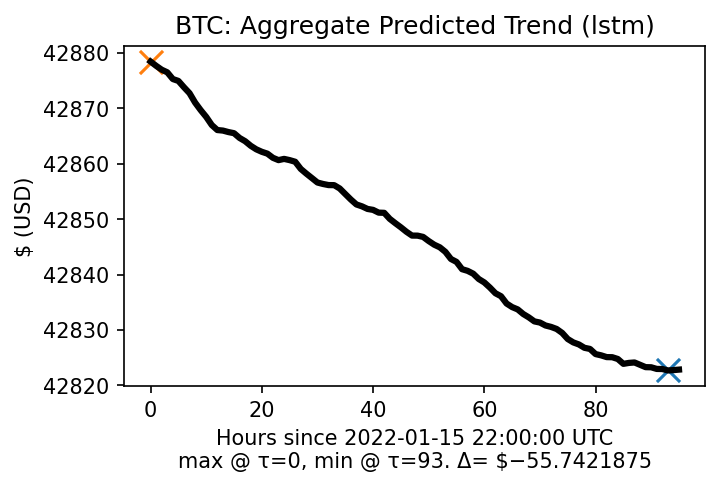 BTC: Aggregate Predicted Trend (lstm)
42880
42870
42860
42850
42840
42830
42820
$ (USD)
0 20 40 60 80
Hours since 2022-01-15 22:00:00 UTC
max @ τ=0, min @ τ=93. Δ= $−55.7421875